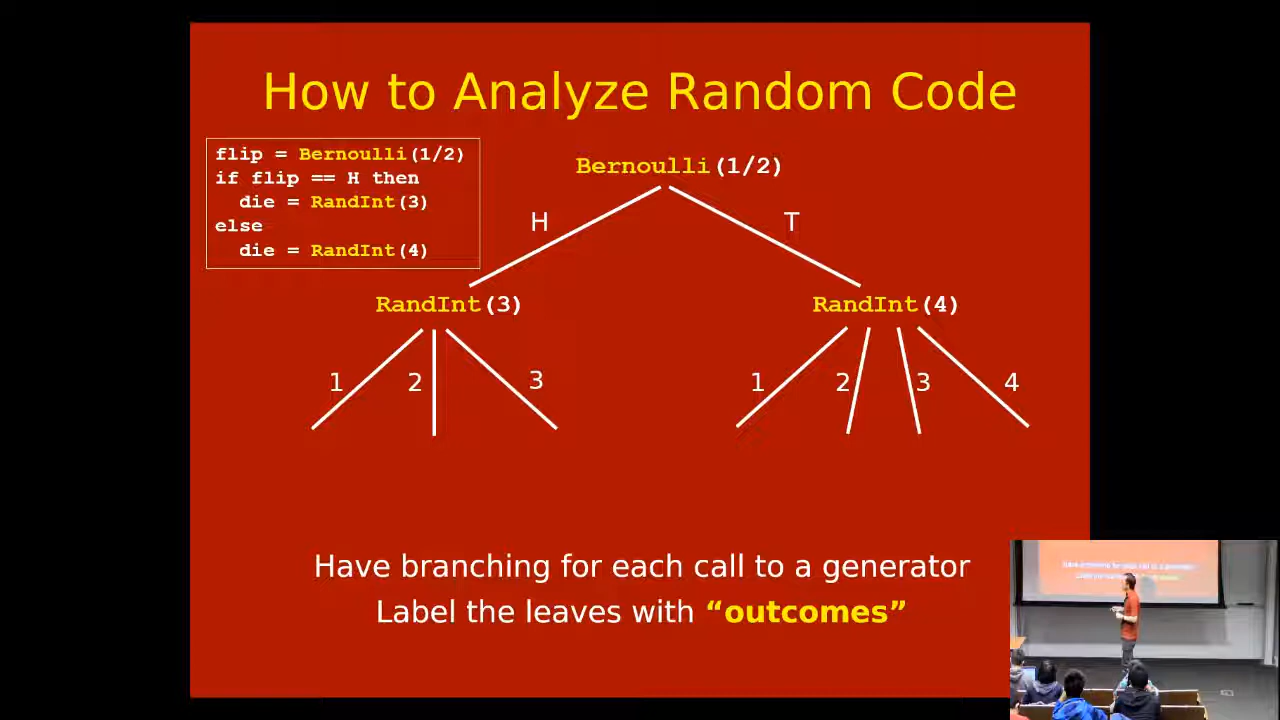 How to Analyze Random Code
flip = Bernoulli(1/2)
if flip == H then
die = RandInt(3)
else
die = RandInt(4)
Bernoulli(1/2)
H
T
RandInt(3)
RandInt(4)
1
2
3
1
2
3
4
Have branching for each call to a generator
Label the leaves with “outcomes”